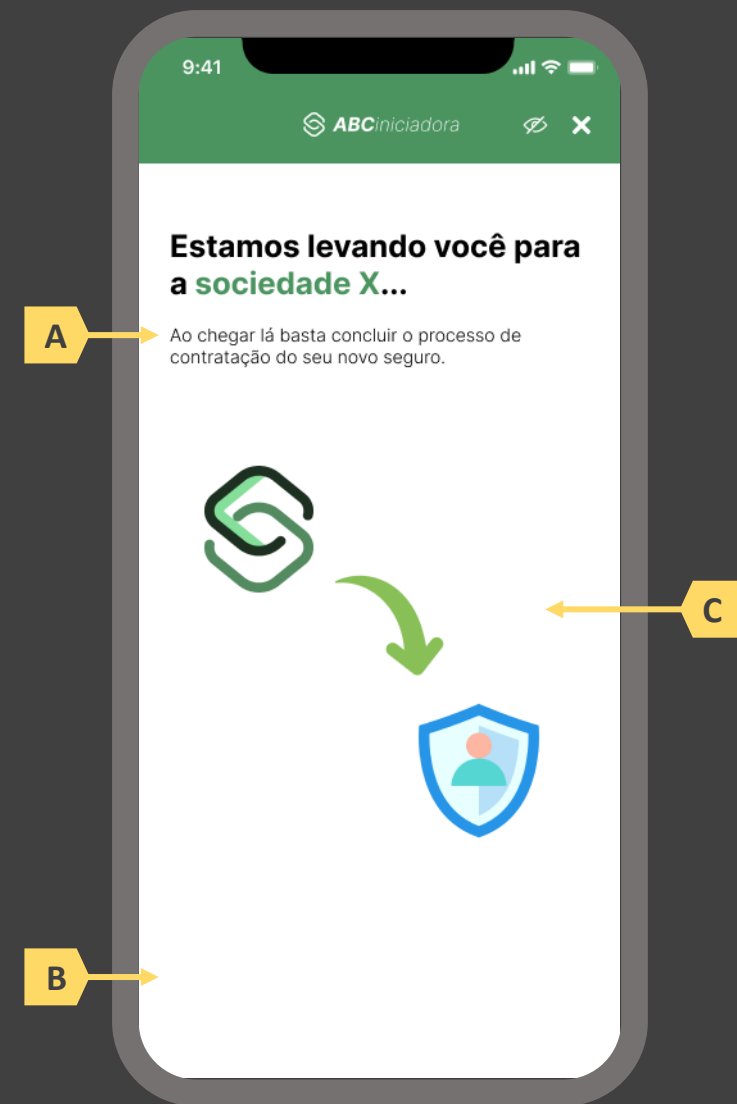 9:41
ABCiniciadora
Estamos levando você para
a sociedade X...
A
Ao chegar lá basta concluir o processo de
contratação do seu novo seguro.
C
B